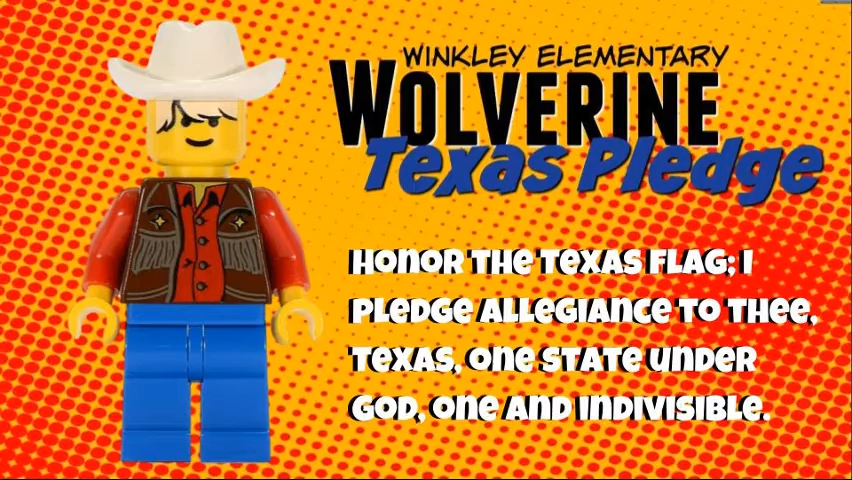 WINKLEY ELEMENTARY
WOLVERINE
Texas Pledge
Honor the Texas flag; I
pledge allegiance to thee,
Texas, one state under
God, one and indivisible.